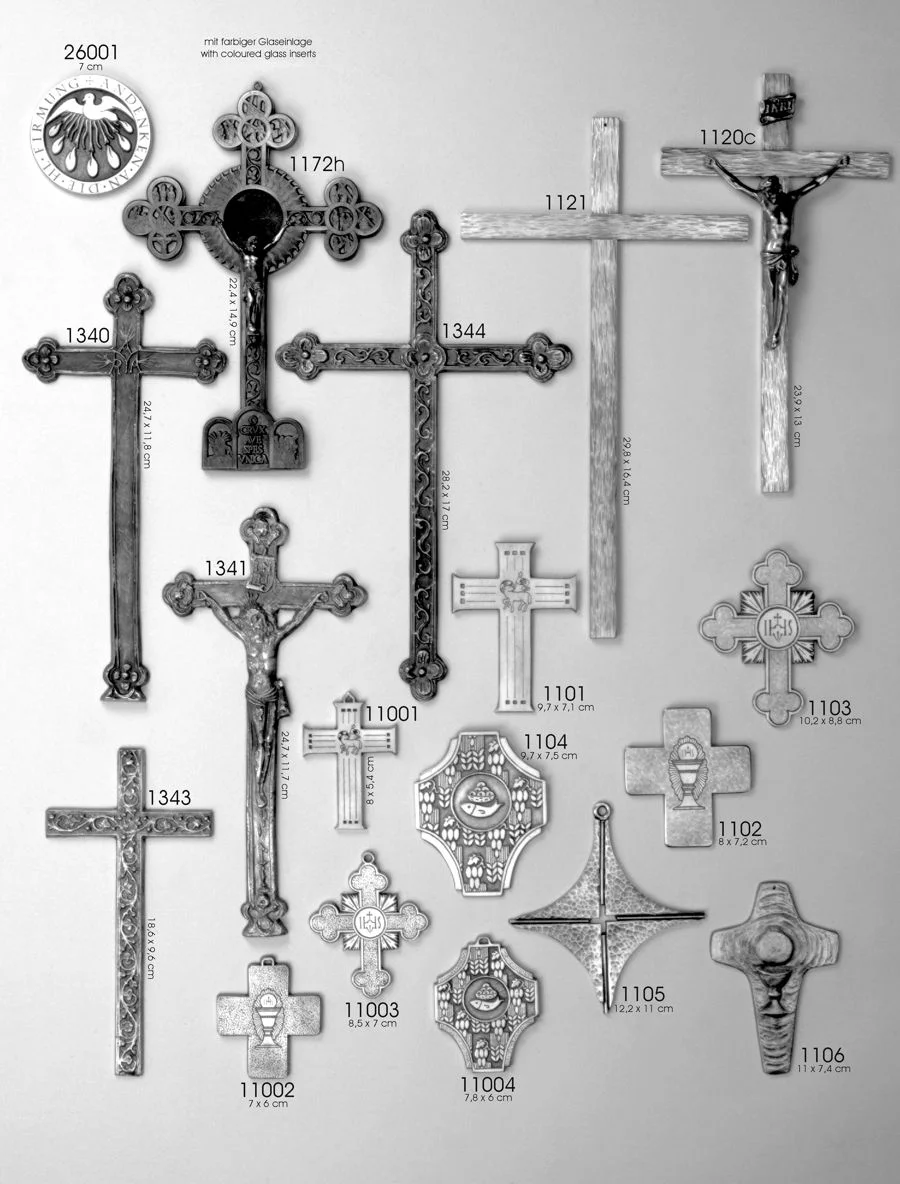 26001
7 cm
FIRMUNG + ANDENKEN · AN · DIE · HL ·
mit farbiger Glaseinlage
with coloured glass inserts
1172h
22,4 x 14,9 cm
O
CRUX
AVE
SPES
VNICA
1120c
INRI
23,9 x 13 cm
1121
29,8 x 16,4 cm
1340
24,7 x 11,8 cm
1344
28,2 x 17 cm
1341
24,7 x 11,7 cm
1101
9,7 x 7,1 cm
IHS
1103
10,2 x 8,8 cm
11001
8 x 5,4 cm
1104
9,7 x 7,5 cm
1102
8 x 7,2 cm
1343
18,6 x 9,6 cm
IHS
11003
8,5 x 7 cm
1105
12,2 x 11 cm
1106
11 x 7,4 cm
11002
7 x 6 cm
11004
7,8 x 6 cm